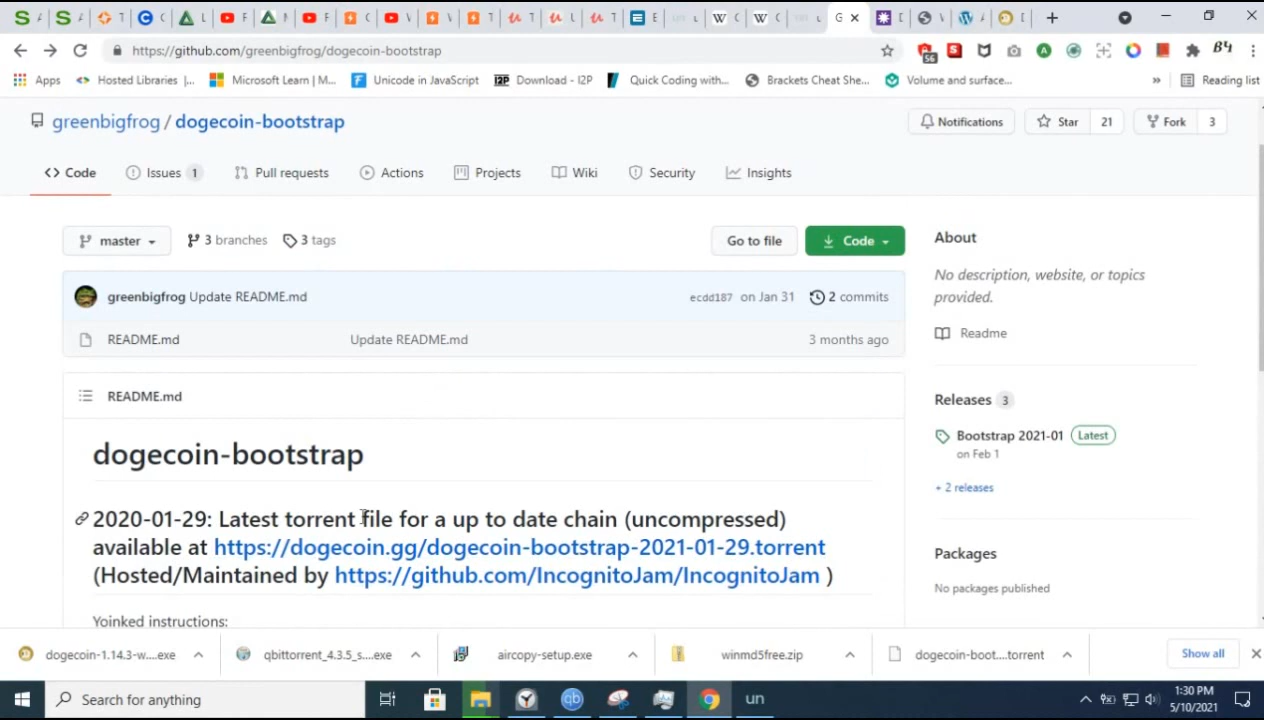 https://github.com/greenbigfrog/dogecoin-bootstrap
56
Apps
Hosted Libraries |...
Microsoft Learn | M...
Unicode in JavaScript
I2P
Download - I2P
Quick Coding with...
Brackets Cheat She...
Volume and surface...
»
Reading list
greenbigfrog / dogecoin-bootstrap
Notifications
Star 21
Fork 3
Code
Issues 1
Pull requests
Actions
Projects
Wiki
Security
Insights
master
3 branches
3 tags
Go to file
Code
About
No description, website, or topics
provided.
greenbigfrog Update README.md
ecdd187 on Jan 31
2 commits
README.md
Update README.md
3 months ago
Readme
README.md
Releases 3
Bootstrap 2021-01 Latest
on Feb 1
+ 2 releases
dogecoin-bootstrap
2020-01-29: Latest torrent file for a up to date chain (uncompressed)
available at https://dogecoin.gg/dogecoin-bootstrap-2021-01-29.torrent
(Hosted/Maintained by https://github.com/IncognitoJam/IncognitoJam )
Packages
No packages published
Yoinked instructions:
dogecoin-1.14.3-w....exe
qbittorrent_4.3.5_s....exe
aircopy-setup.exe
winmd5free.zip
dogecoin-boot....torrent
Show all
Search for anything
qb
un
1:30 PM
5/10/2021